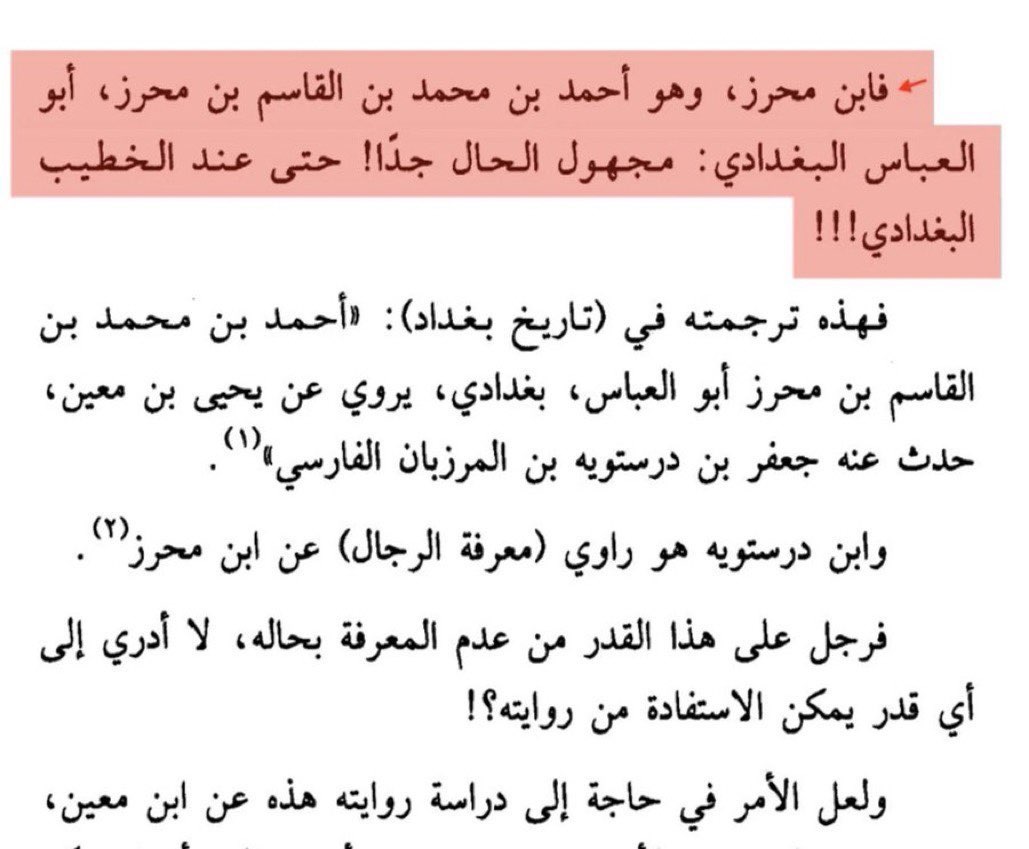 فابن محرز، وهو أحمد بن محمد بن القاسم بن محرز، أبو
العباس البغدادي: مجهول الحال جدًا! حتى عند الخطيب
البغدادي!!!
فهذه ترجمته في (تاريخ بغداد): «أحمد بن محمد بن
القاسم بن محرز أبو العباس، بغدادي، يروي عن يحيى بن معين،
حدث عنه جعفر بن درستويه بن المرزبان الفارسي»(١).
وابن درستويه هو راوي (معرفة الرجال) عن ابن محرز(٢).
فرجل على هذا القدر من عدم المعرفة بحاله، لا أدري إلى
أي قدر يمكن الاستفادة من روايته؟!
ولعل الأمر في حاجة إلى دراسة روايته هذه عن ابن معين،